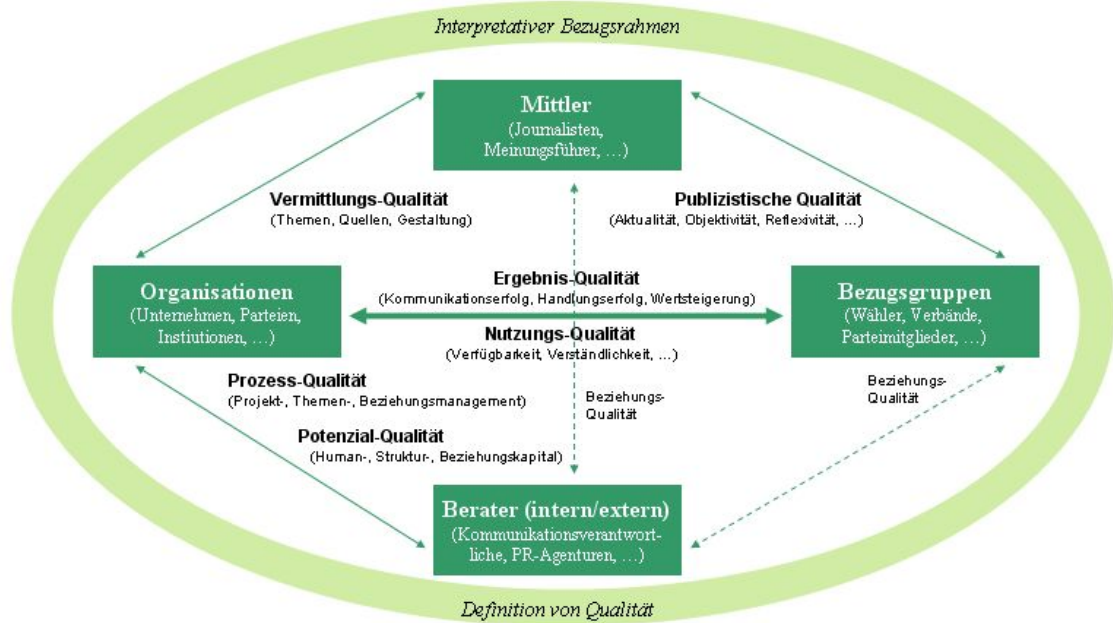 Interpretativer Bezugsrahmen
Mittler
(Journalisten,
Meinungsführer, …)
Vermittlungs-Qualität
(Themen, Quellen, Gestaltung)
Publizistische Qualität
(Aktualität, Objektivität, Reflexivität, …)
Organisationen
(Unternehmen, Parteien,
Instiutionen, …)
Ergebnis-Qualität
(Kommunikationserfolg, Handlungserfolg, Wertsteigerung)
Nutzungs-Qualität
(Verfügbarkeit, Verständlichkeit, …)
Bezugsgruppen
(Wähler, Verbände,
Parteimitglieder, …)
Prozess-Qualität
(Projekt-, Themen-, Beziehungsmanagement)
Potenzial-Qualität
(Human-, Struktur-, Beziehungskapital)
Beziehungs-
Qualität
Beziehungs-
Qualität
Berater (intern/extern)
(Kommunikationsverantwort-
liche, PR-Agenturen, …)
Definition von Qualität